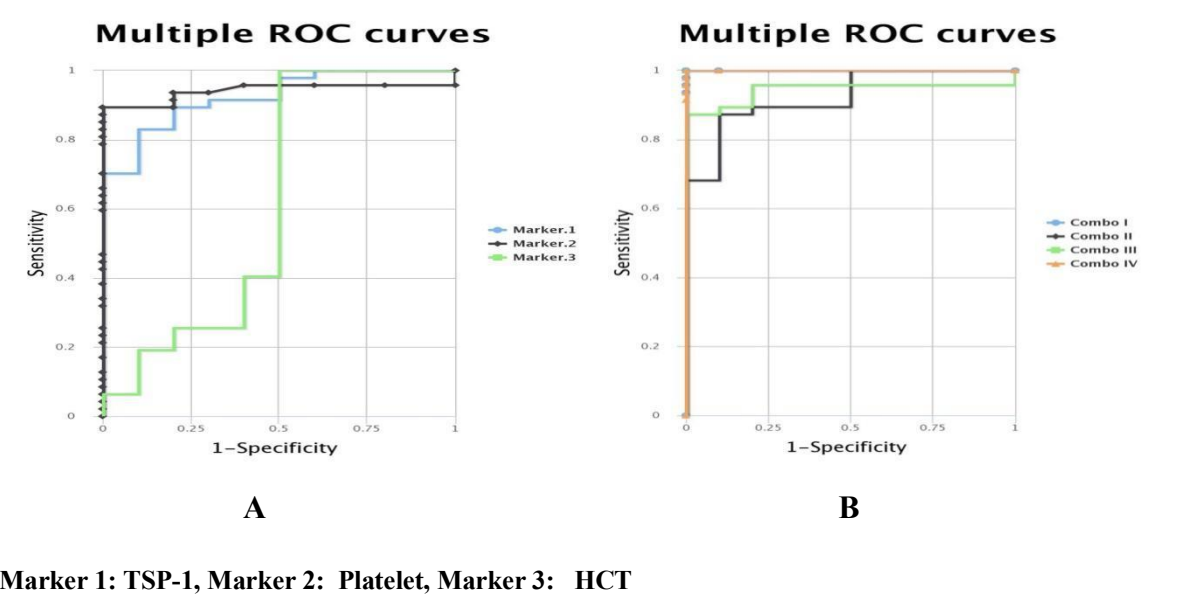 Multiple ROC curves
1
0.8
0.6
0.4
0.2
0
Sensitivity
0
0.25
0.5
0.75
1
1-Specificity
Marker.1
Marker.2
Marker.3
A
Multiple ROC curves
1
0.8
0.6
0.4
0.2
0
Sensitivity
0
0.25
0.5
0.75
1
1-Specificity
Combo I
Combo II
Combo III
Combo IV
B
Marker 1: TSP-1, Marker 2: Platelet, Marker 3: HCT